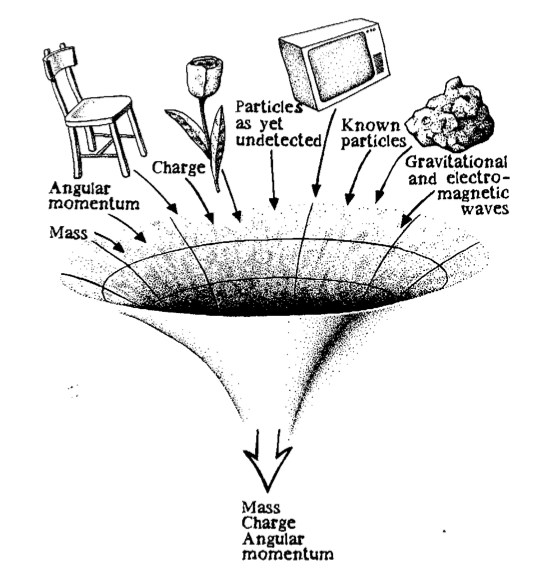 Particles
as yet
undetected
Known
particles
Charge
Gravitational
and electro-
magnetic
waves
Angular
momentum
Mass
Mass
Charge
Angular
momentum